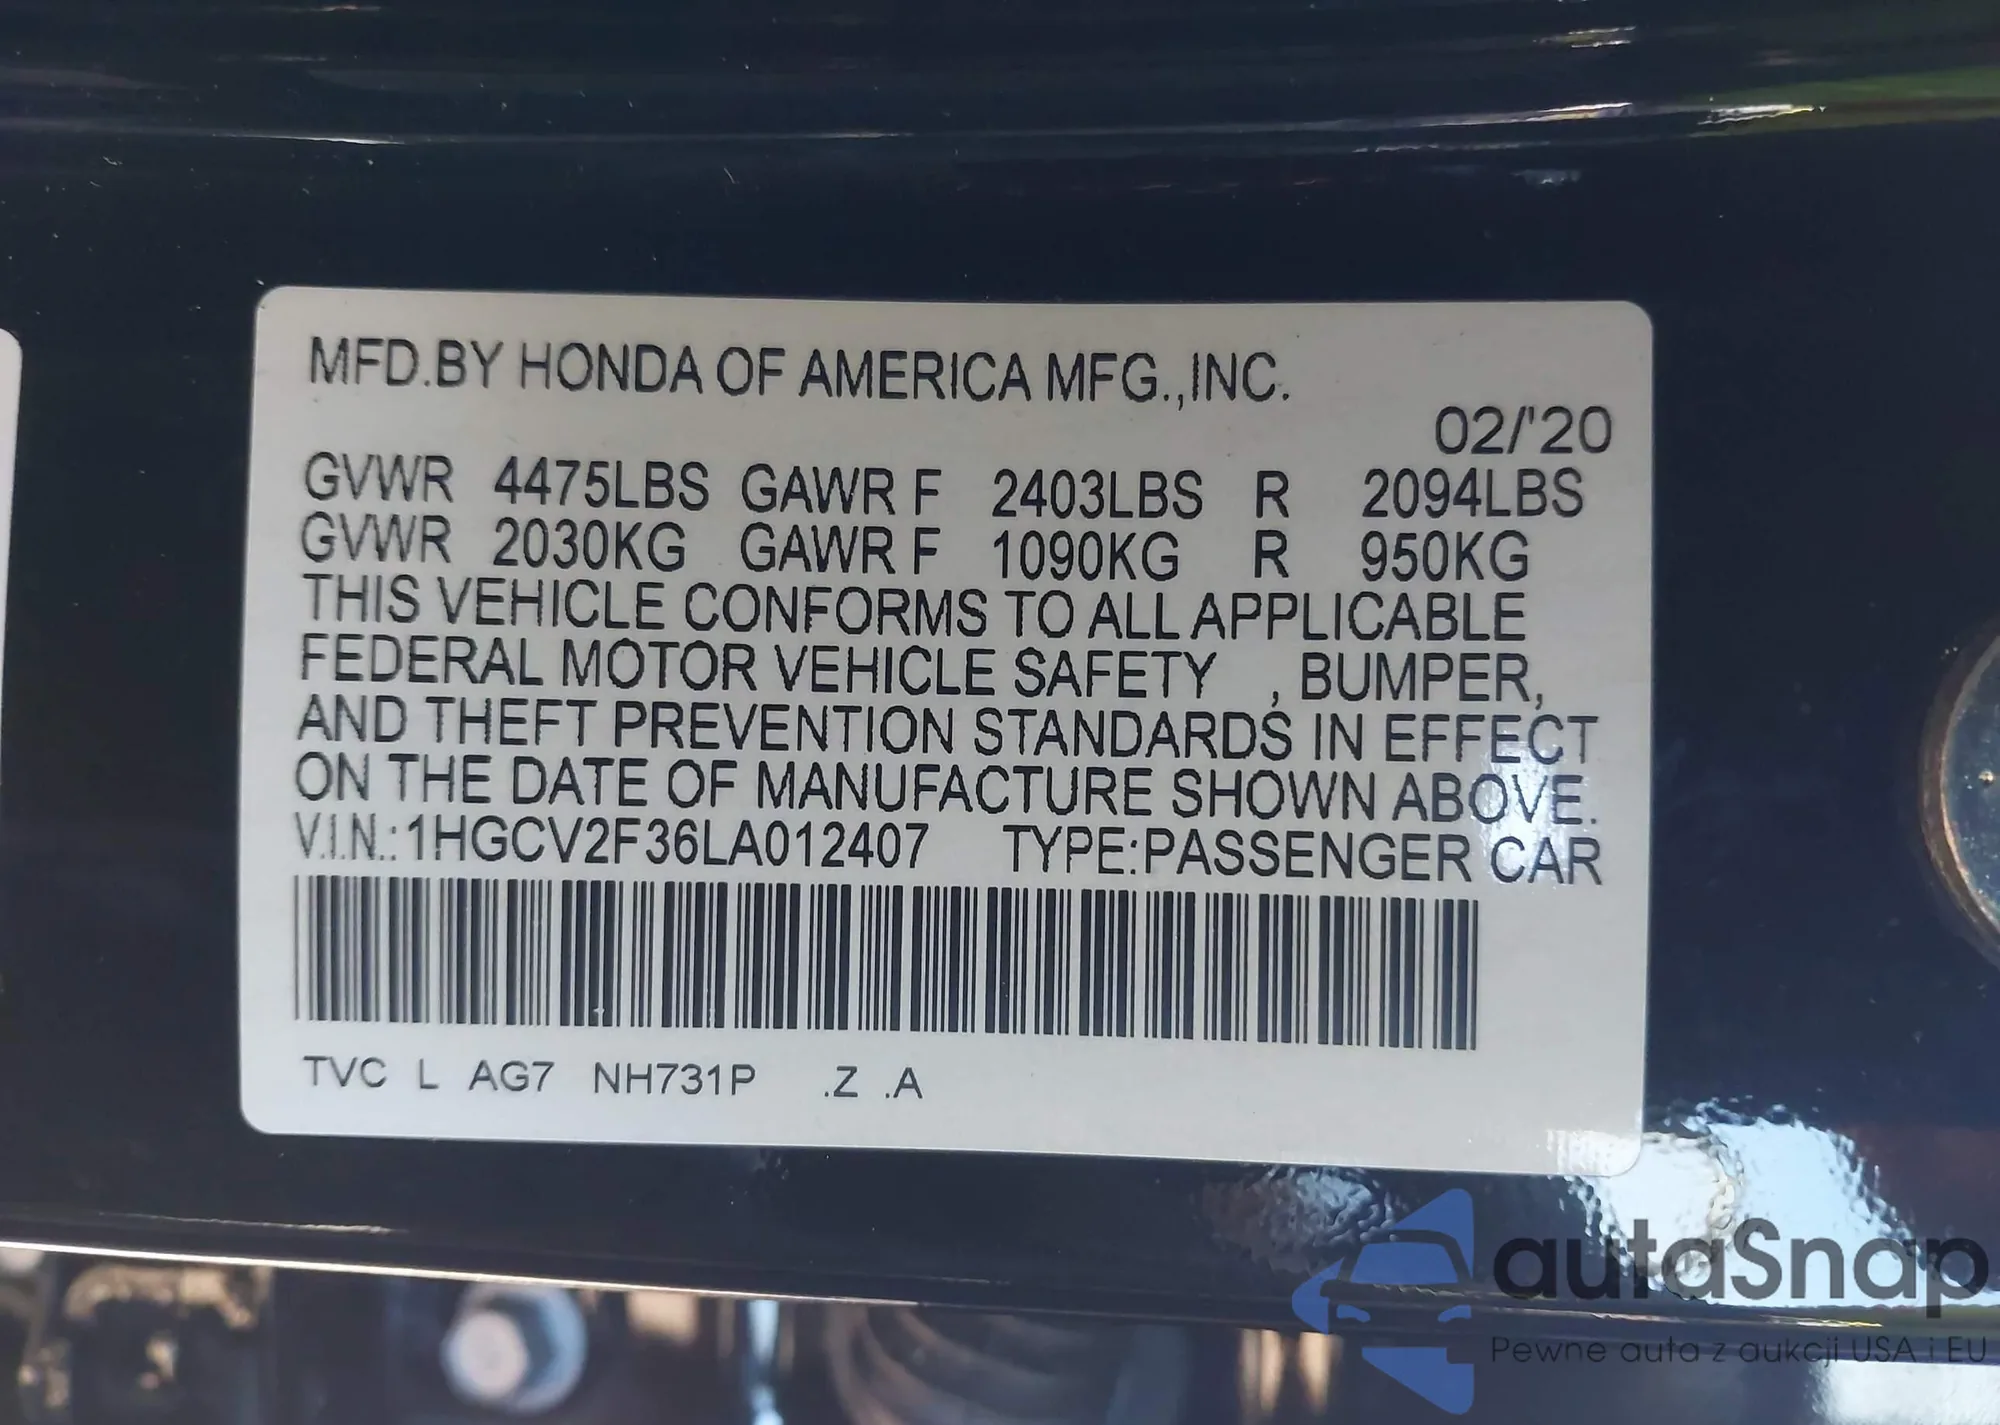 MFD.BY HONDA OF AMERICA MFG.,INC.
02/'20
GVWR 4475LBS GAWR F 2403LBS R 2094LBS
GVWR 2030KG GAWR F 1090KG R 950KG
THIS VEHICLE CONFORMS TO ALL APPLICABLE
FEDERAL MOTOR VEHICLE SAFETY , BUMPER,
AND THEFT PREVENTION STANDARDS IN EFFECT
ON THE DATE OF MANUFACTURE SHOWN ABOVE.
V.I.N.:1HGCV2F36LA012407 TYPE:PASSENGER CAR
TVC L AG7 NH731P .Z .A
autaSnap
Pewne auta z aukcji USA i EU